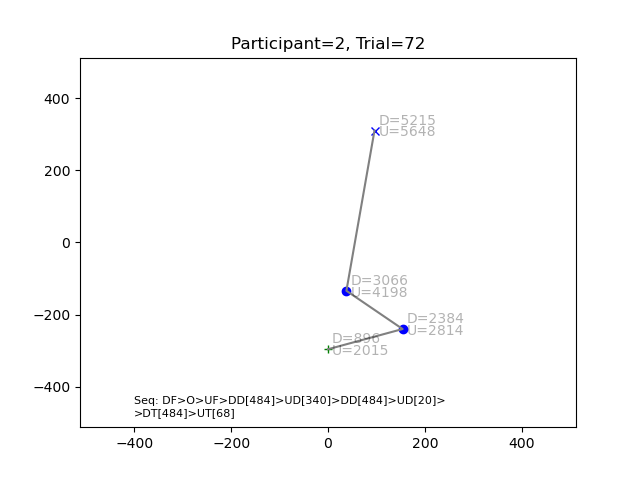 Participant=2, Trial=72
400
200
0
−200
−400
D=5215
U=5648
D=3066
U=4198
D=2384
U=2814
D=896
U=2015
Seq: DF>O>UF>DD[484]>UD[340]>DD[484]>UD[20]>
>DT[484]>UT[68]
−400 −200 0 200 400